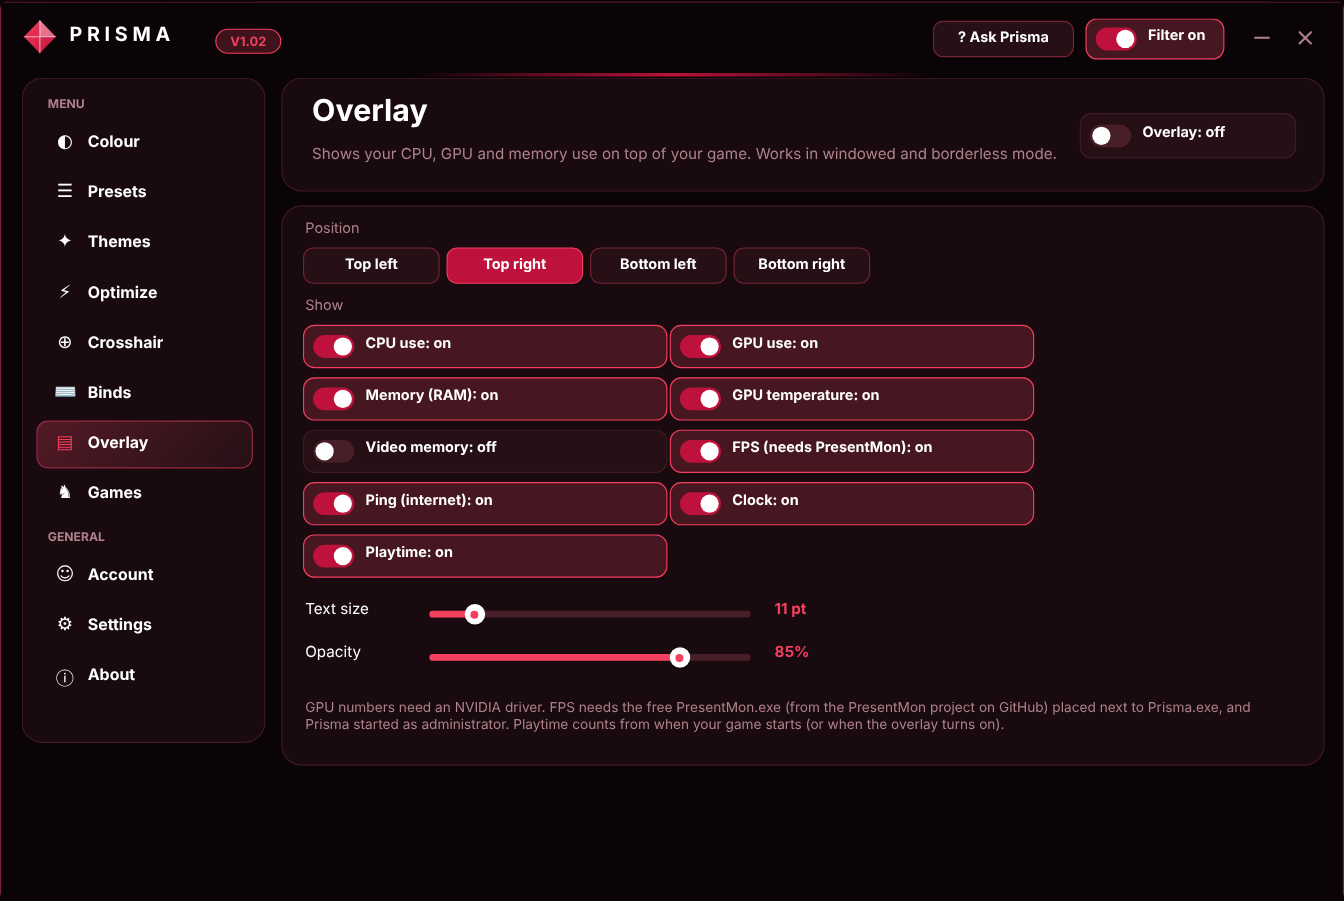 PRISMA
V1.02
? Ask Prisma
Filter on
MENU
Colour
Presets
Themes
Optimize
Crosshair
Binds
Overlay
Games
GENERAL
Account
Settings
About
Overlay
Shows your CPU, GPU and memory use on top of your game. Works in windowed and borderless mode.
Overlay: off
Position
Top left
Top right
Bottom left
Bottom right
Show
CPU use: on
GPU use: on
Memory (RAM): on
GPU temperature: on
Video memory: off
FPS (needs PresentMon): on
Ping (internet): on
Clock: on
Playtime: on
Text size
11 pt
Opacity
85%
GPU numbers need an NVIDIA driver. FPS needs the free PresentMon.exe (from the PresentMon project on GitHub) placed next to Prisma.exe, and
Prisma started as administrator. Playtime counts from when your game starts (or when the overlay turns on).